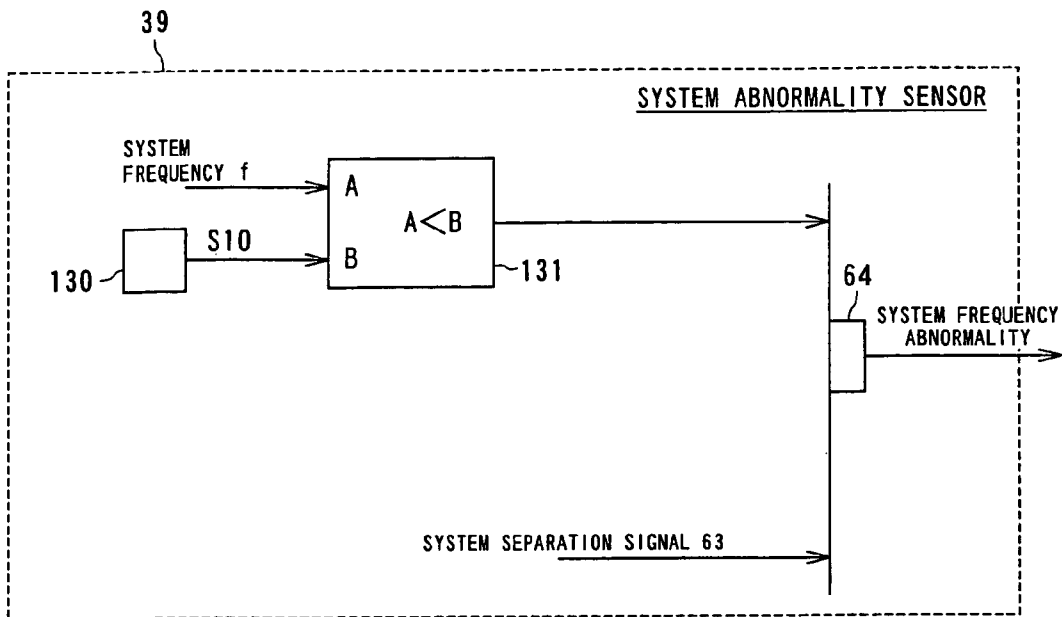 39
SYSTEM ABNORMALITY SENSOR
SYSTEM
FREQUENCY f
A
A<B
S10
B
130
131
64
SYSTEM FREQUENCY
ABNORMALITY
SYSTEM SEPARATION SIGNAL 63